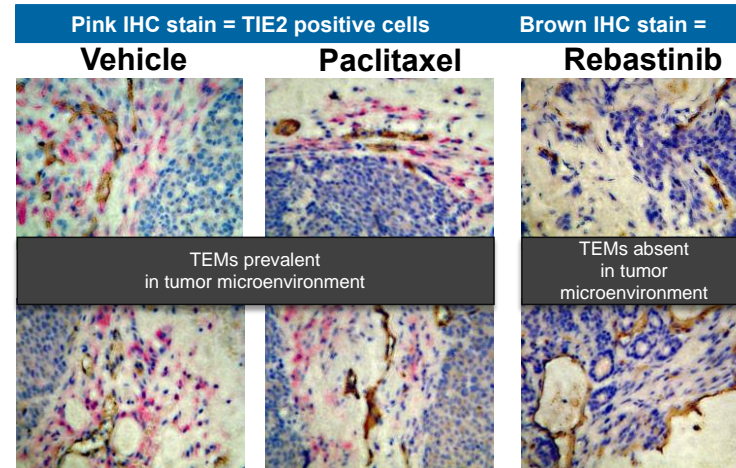 Pink IHC stain = TIE2 positive cells
Brown IHC stain =
Vehicle
Paclitaxel
Rebastinib
TEMs prevalent
in tumor microenvironment
TEMs absent
in tumor
microenvironment